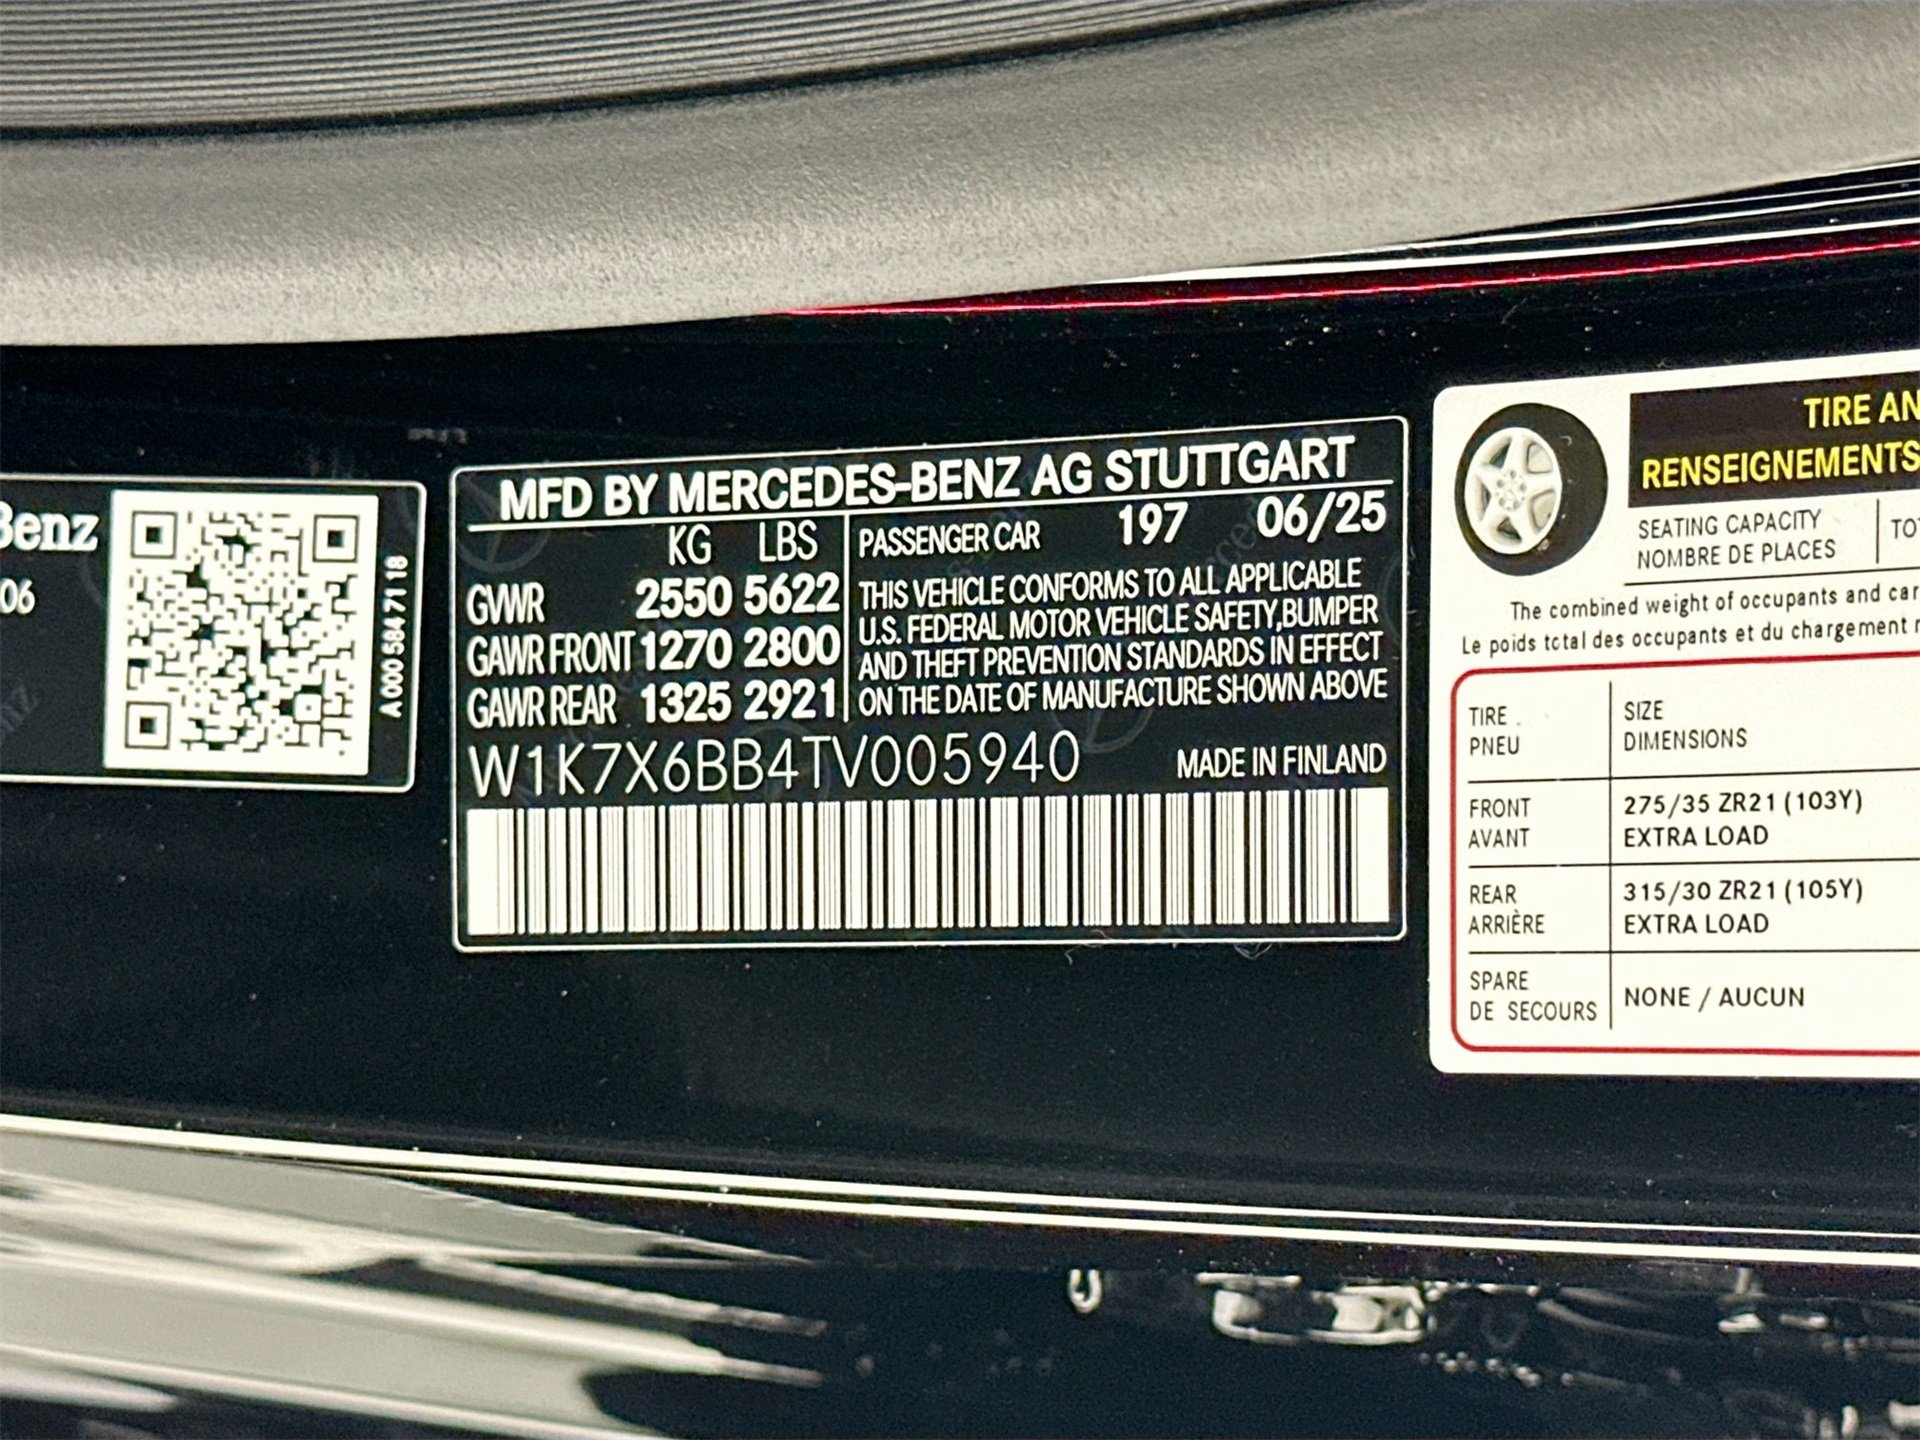 Benz
06
A 000 584 71 18
MFD BY MERCEDES-BENZ AG STUTTGART
KG LBS
GVWR 2550 5622
GAWR FRONT 1270 2800
GAWR REAR 1325 2921
PASSENGER CAR 197 06/25
THIS VEHICLE CONFORMS TO ALL APPLICABLE
U.S. FEDERAL MOTOR VEHICLE SAFETY,BUMPER
AND THEFT PREVENTION STANDARDS IN EFFECT
ON THE DATE OF MANUFACTURE SHOWN ABOVE
W1K7X6BB4TV005940
MADE IN FINLAND
TIRE AN
RENSEIGNEMENTS
SEATING CAPACITY
NOMBRE DE PLACES
TO
The combined weight of occupants and car
Le poids total des occupants et du chargement
TIRE
PNEU
SIZE
DIMENSIONS
FRONT
AVANT
275/35 ZR21 (103Y)
EXTRA LOAD
REAR
ARRIÈRE
315/30 ZR21 (105Y)
EXTRA LOAD
SPARE
DE SECOURS
NONE / AUCUN